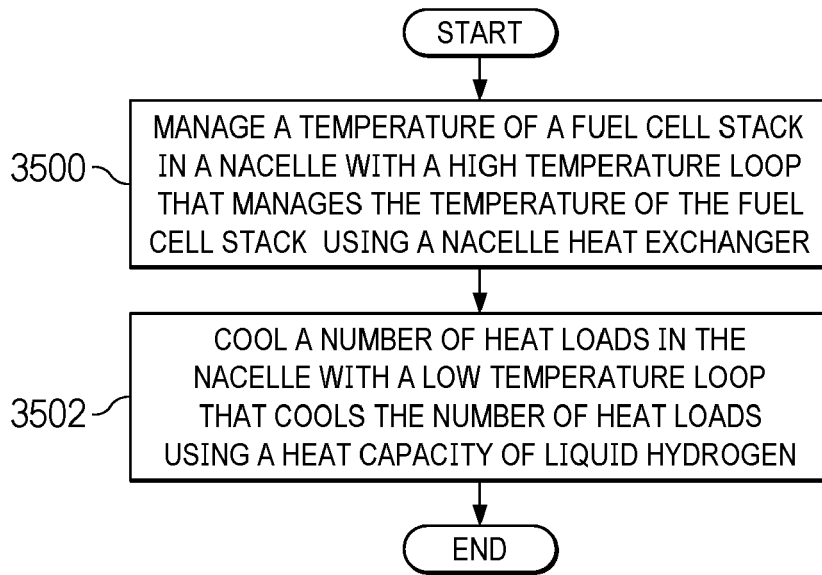 START
3500
MANAGE A TEMPERATURE OF A FUEL CELL STACK
IN A NACELLE WITH A HIGH TEMPERATURE LOOP
THAT MANAGES THE TEMPERATURE OF THE FUEL
CELL STACK USING A NACELLE HEAT EXCHANGER
3502
COOL A NUMBER OF HEAT LOADS IN THE
NACELLE WITH A LOW TEMPERATURE LOOP
THAT COOLS THE NUMBER OF HEAT LOADS
USING A HEAT CAPACITY OF LIQUID HYDROGEN
END